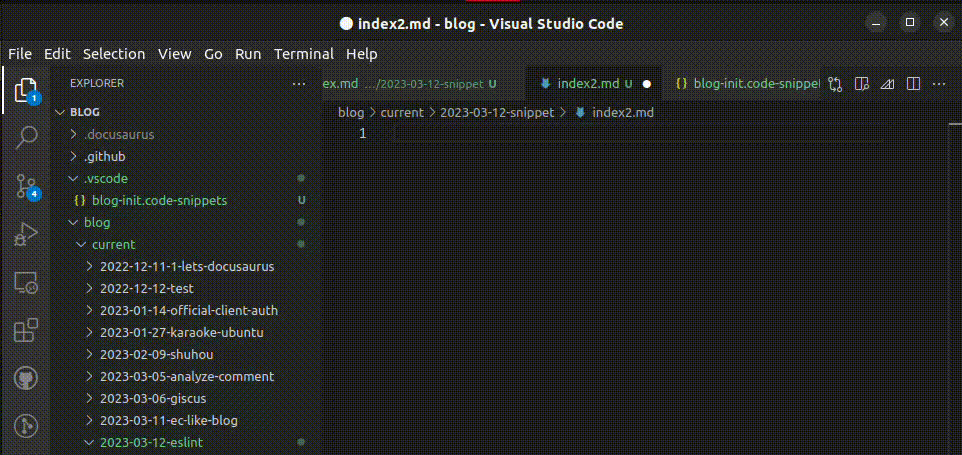 index2.md - blog - Visual Studio Code
File Edit Selection View Go Run Terminal Help
EXPLORER
ex.md …/2023-03-12-snippet U
index2.md U
{} blog-init.code-snippet
BLOG
blog > current > 2023-03-12-snippet > index2.md
1
.docusaurus
.github
.vscode
{} blog-init.code-snippets U
blog
current
2022-12-11-1-lets-docusaurus
2022-12-12-test
2023-01-14-official-client-auth
2023-01-27-karaoke-ubuntu
2023-02-09-shuhou
2023-03-05-analyze-comment
2023-03-06-giscus
2023-03-11-ec-like-blog
2023-03-12-eslint
1
4